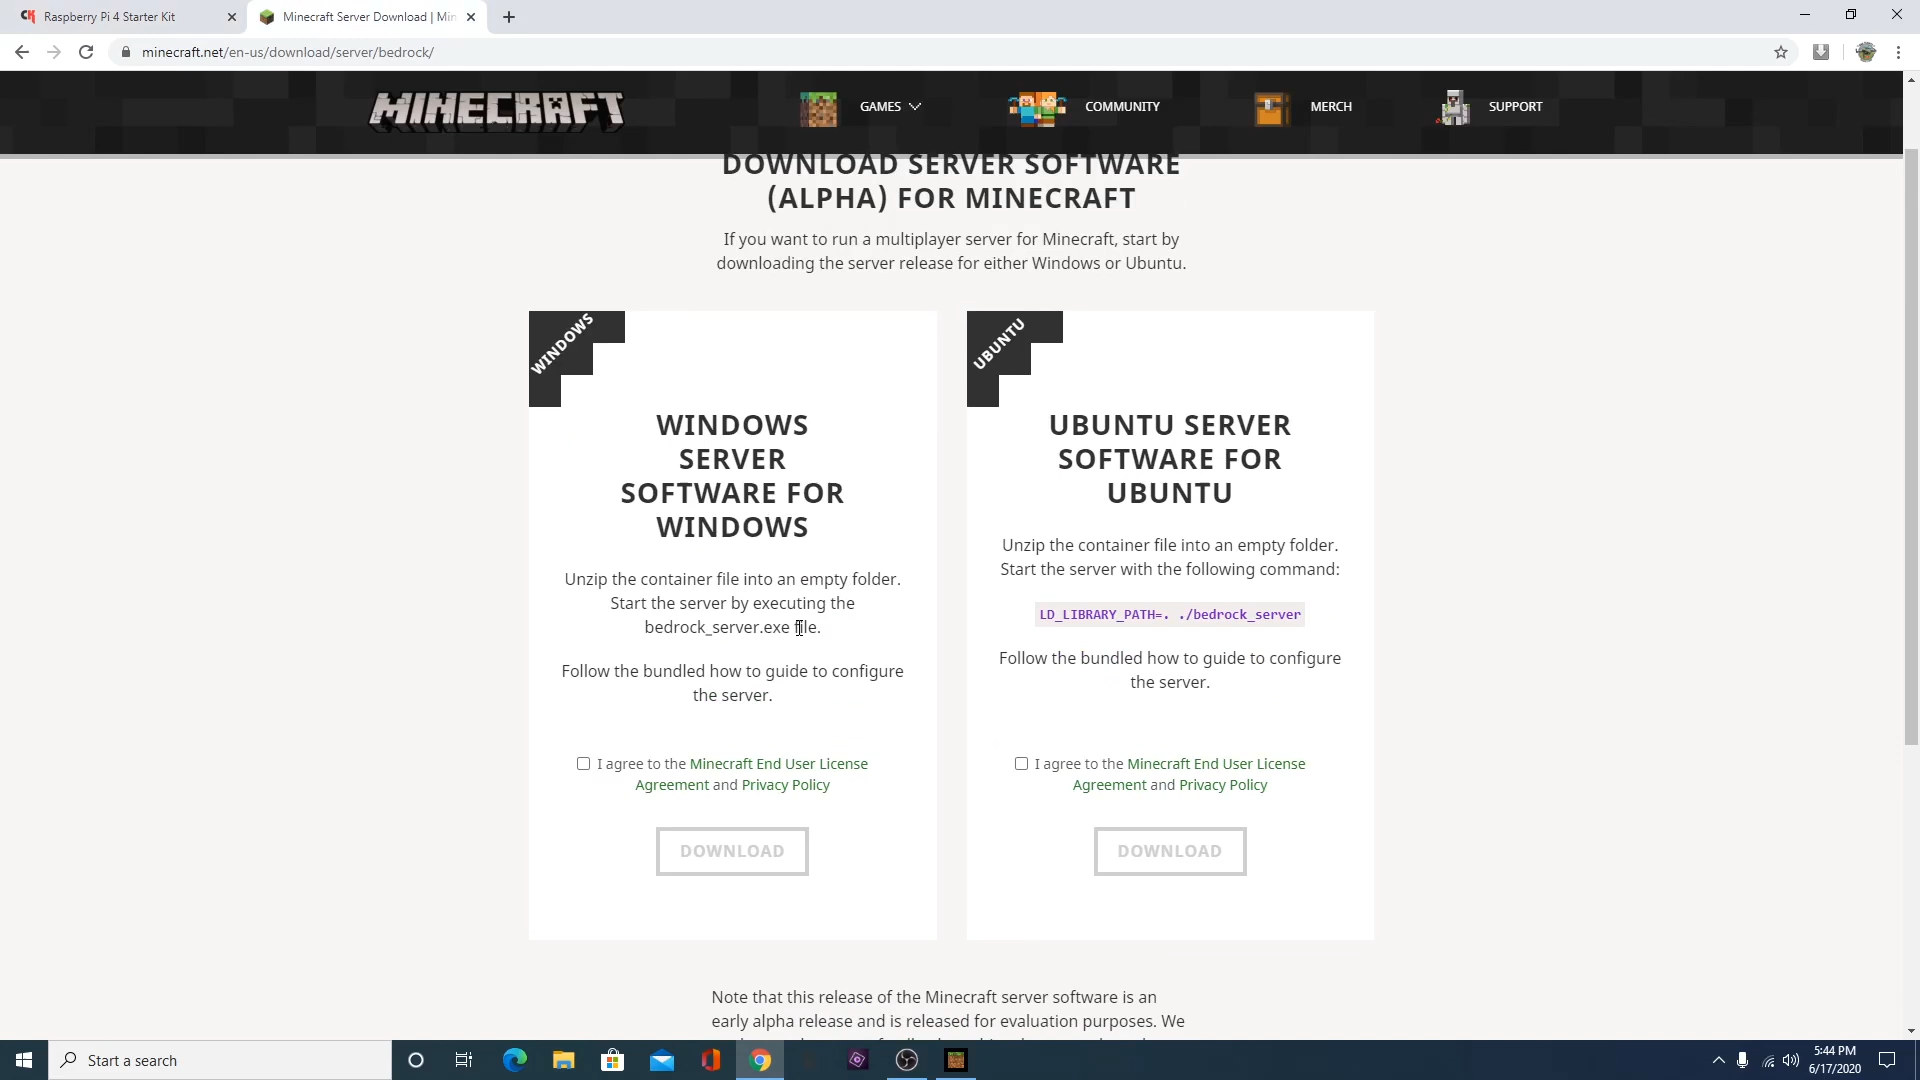 Raspberry Pi 4 Starter Kit
Minecraft Server Download | Min
minecraft.net/en-us/download/server/bedrock/
MINECRAFT
GAMES
COMMUNITY
MERCH
SUPPORT
DOWNLOAD SERVER SOFTWARE
(ALPHA) FOR MINECRAFT
If you want to run a multiplayer server for Minecraft, start by
downloading the server release for either Windows or Ubuntu.
WINDOWS
WINDOWS
SERVER
SOFTWARE FOR
WINDOWS
Unzip the container file into an empty folder.
Start the server by executing the
bedrock_server.exe file.
Follow the bundled how to guide to configure
the server.
I agree to the Minecraft End User License
Agreement and Privacy Policy
DOWNLOAD
UBUNTU
UBUNTU SERVER
SOFTWARE FOR
UBUNTU
Unzip the container file into an empty folder.
Start the server with the following command:
LD_LIBRARY_PATH=. ./bedrock_server
Follow the bundled how to guide to configure
the server.
I agree to the Minecraft End User License
Agreement and Privacy Policy
DOWNLOAD
Note that this release of the Minecraft server software is an
early alpha release and is released for evaluation purposes. We
Start a search
5:44 PM
6/17/2020